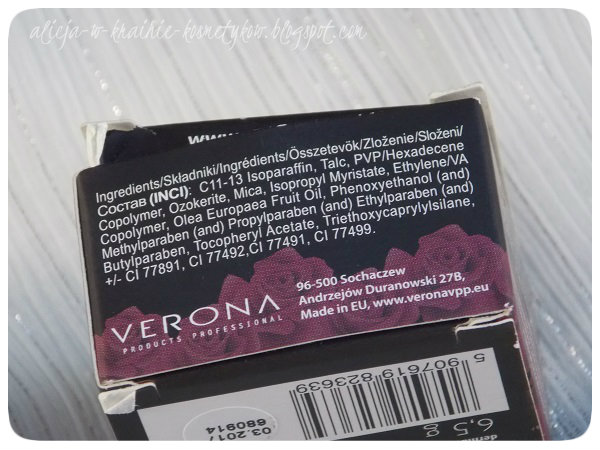 alicja-w-krainie-kosmetykow.blogspot.com
www.
Ingredients/Składniki/Ingrédients/Összetevők/Zloženie/Složení/
Состав (INCI): C11-13 Isoparaffin, Talc, PVP/Hexadecene
Copolymer, Ozokerite, Mica, Isopropyl Myristate, Ethylene/VA
Copolymer, Olea Europaea Fruit Oil, Phenoxyethanol (and)
Methylparaben (and) Propylparaben (and) Ethylparaben (and)
Butylparaben, Tocopheryl Acetate, Triethoxycaprylylsilane,
+/- CI 77891, CI 77492,CI 77491, CI 77499.
VERONA
PRODUCTS PROFESSIONAL
96-500 Sochaczew
Andrzejów Duranowski 27B,
Made in EU, www.veronavpp.eu
5 907619 823639
03.2017
680914
6,5 g